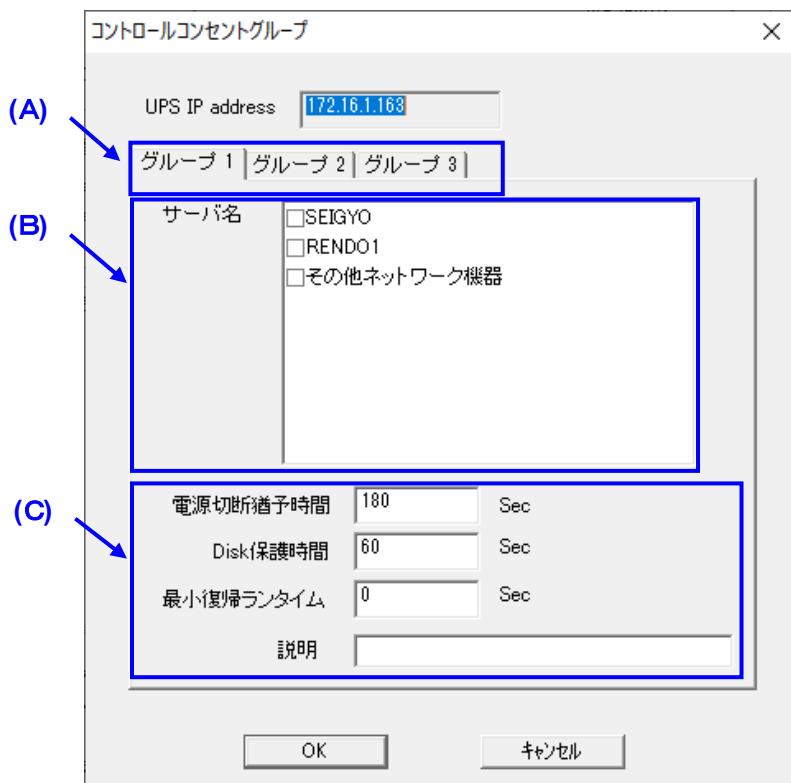 コントロールコンセントグループ
UPS IP address 172.16.1.163
(A)
グループ 1 グループ 2 グループ 3
(B)
サーバ名
SEIGYO
RENDO1
その他ネットワーク機器
(C)
電源切断猶予時間 180 Sec
Disk保護時間 60 Sec
最小復帰ランタイム 0 Sec
説明
OK キャンセル